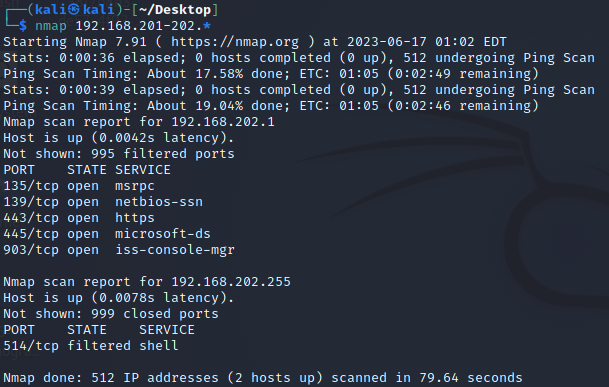 ┌──(kali㉿kali)-[~/Desktop]
└─$ nmap 192.168.201-202.*
Starting Nmap 7.91 ( https://nmap.org ) at 2023-06-17 01:02 EDT
Stats: 0:00:36 elapsed; 0 hosts completed (0 up), 512 undergoing Ping Scan
Ping Scan Timing: About 17.58% done; ETC: 01:05 (0:02:49 remaining)
Stats: 0:00:39 elapsed; 0 hosts completed (0 up), 512 undergoing Ping Scan
Ping Scan Timing: About 19.04% done; ETC: 01:05 (0:02:46 remaining)
Nmap scan report for 192.168.202.1
Host is up (0.0042s latency).
Not shown: 995 filtered ports
PORT    STATE SERVICE
135/tcp open  msrpc
139/tcp open  netbios-ssn
443/tcp open  https
445/tcp open  microsoft-ds
903/tcp open  iss-console-mgr

Nmap scan report for 192.168.202.255
Host is up (0.0078s latency).
Not shown: 999 closed ports
PORT    STATE    SERVICE
514/tcp filtered shell

Nmap done: 512 IP addresses (2 hosts up) scanned in 79.64 seconds